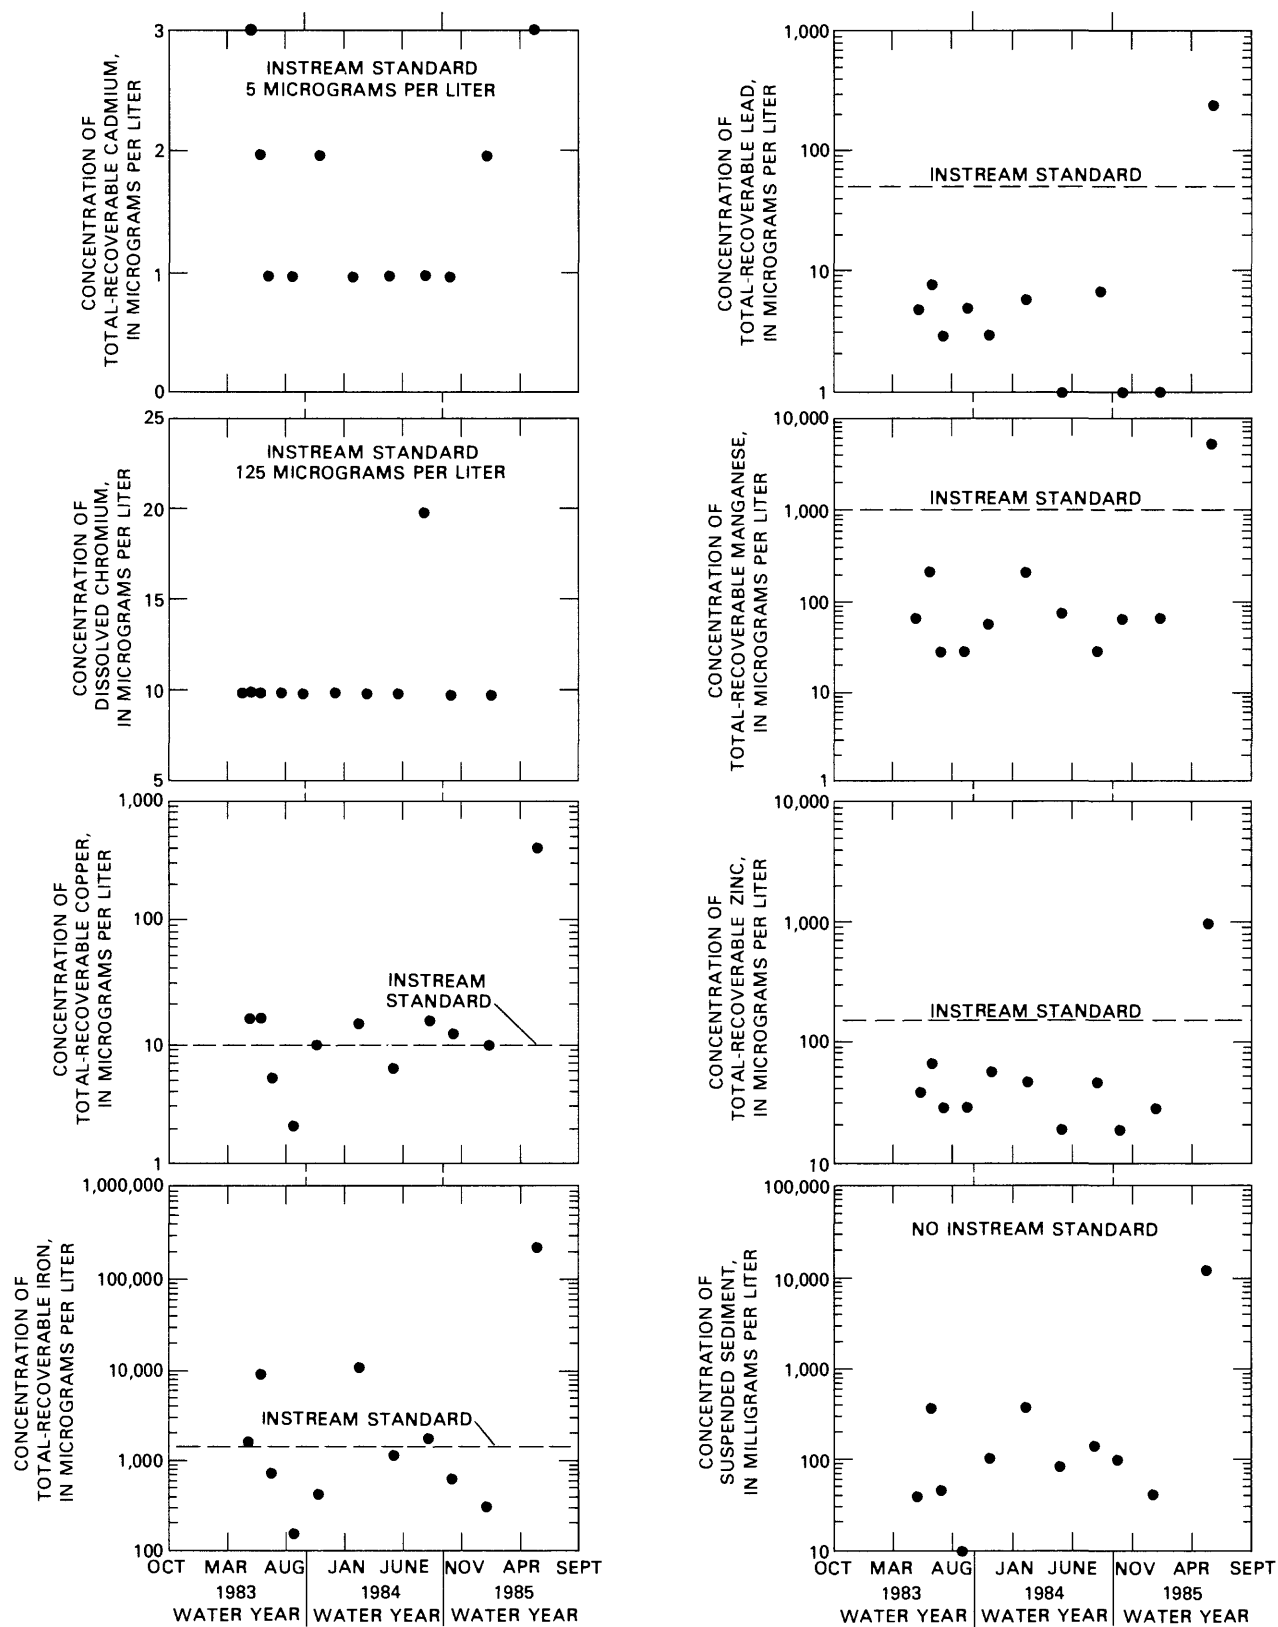 CONCENTRATION OF
TOTAL-RECOVERABLE CADMIUM,
IN MICROGRAMS PER LITER
3
2
1
0
INSTREAM STANDARD
5 MICROGRAMS PER LITER
CONCENTRATION OF
DISSOLVED CHROMIUM,
IN MICROGRAMS PER LITER
25
20
15
10
5
INSTREAM STANDARD
125 MICROGRAMS PER LITER
CONCENTRATION OF
TOTAL-RECOVERABLE COPPER,
IN MICROGRAMS PER LITER
1,000
100
10
1
INSTREAM
STANDARD
CONCENTRATION OF
TOTAL-RECOVERABLE IRON,
IN MICROGRAMS PER LITER
1,000,000
100,000
10,000
1,000
100
INSTREAM STANDARD
OCT MAR AUG JAN JUNE NOV APR SEPT
1983 1984 1985
WATER YEAR WATER YEAR WATER YEAR
CONCENTRATION OF
TOTAL-RECOVERABLE LEAD,
IN MICROGRAMS PER LITER
1,000
100
10
1
INSTREAM STANDARD
CONCENTRATION OF
TOTAL-RECOVERABLE MANGANESE,
IN MICROGRAMS PER LITER
10,000
1,000
100
10
1
INSTREAM STANDARD
CONCENTRATION OF
TOTAL-RECOVERABLE ZINC,
IN MICROGRAMS PER LITER
10,000
1,000
100
10
INSTREAM STANDARD
CONCENTRATION OF
SUSPENDED SEDIMENT,
IN MILLIGRAMS PER LITER
100,000
10,000
1,000
100
10
NO INSTREAM STANDARD
OCT MAR AUG JAN JUNE NOV APR SEPT
1983 1984 1985
WATER YEAR WATER YEAR WATER YEAR